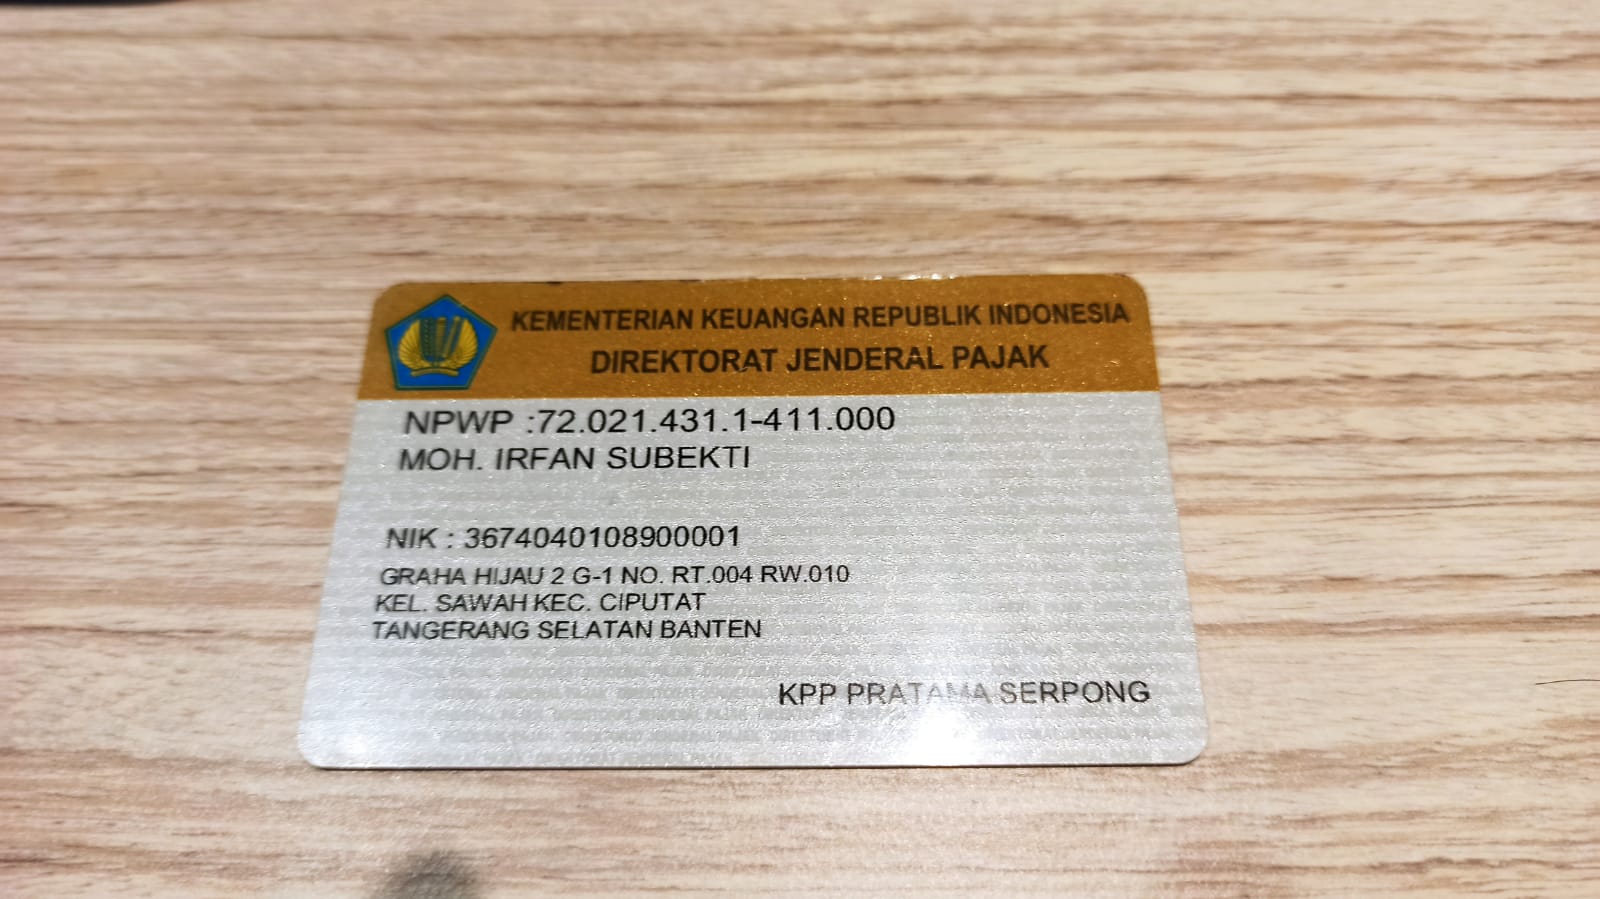 KEMENTERIAN KEUANGAN REPUBLIK INDONESIA
DIREKTORAT JENDERAL PAJAK
NPWP :72.021.431.1-411.000
MOH. IRFAN SUBEKTI
NIK : 3674040108900001
GRAHA HIJAU 2 G-1 NO. RT.004 RW.010
KEL. SAWAH KEC. CIPUTAT
TANGERANG SELATAN BANTEN
KPP PRATAMA SERPONG